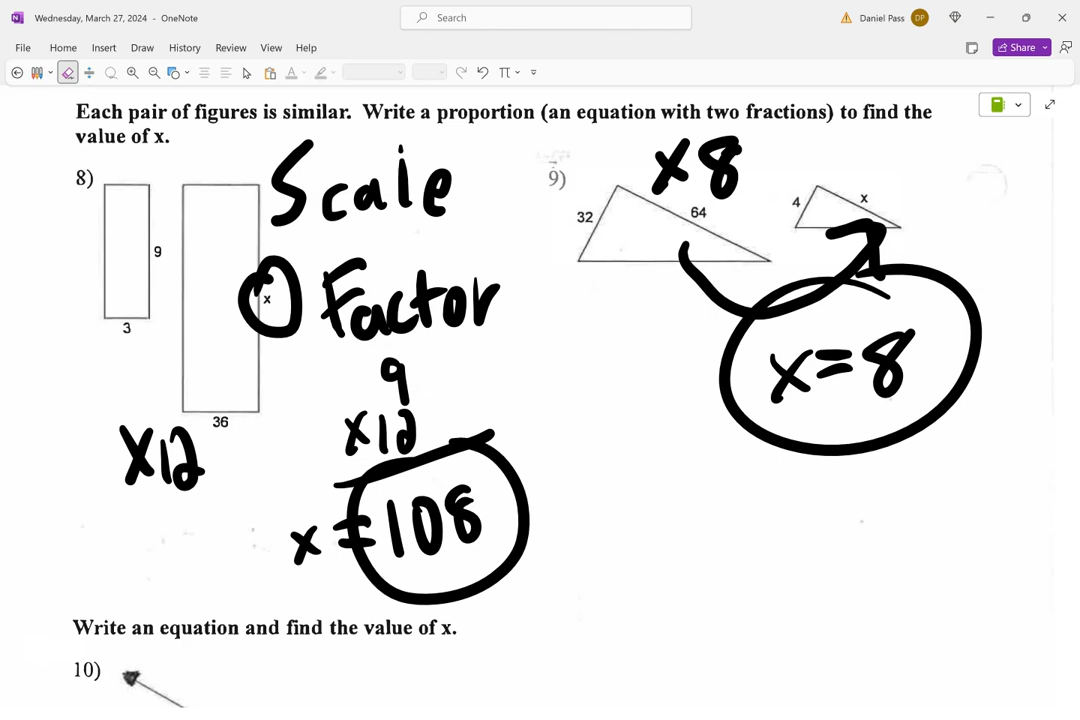 Wednesday, March 27, 2024 - OneNote
Search
Daniel Pass
DP
File Home Insert Draw History Review View Help
Share
Each pair of figures is similar. Write a proportion (an equation with two fractions) to find the
value of x.
8)
9
3
x
36
Scale
Factor
x12
9
x12
x = 108
9)
x8
32
64
4
x
x = 8
Write an equation and find the value of x.
10)